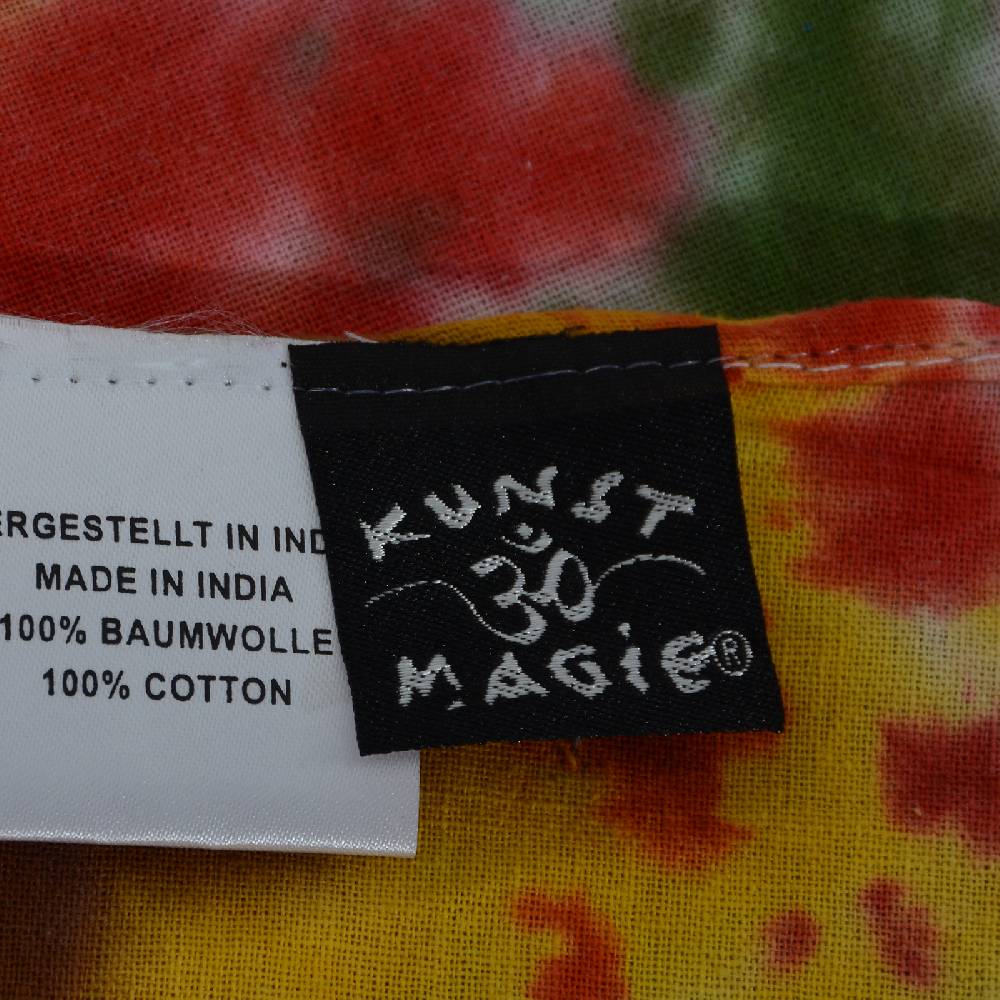 ERGESTELLT IN IND
MADE IN INDIA
100% BAUMWOLLE
100% COTTON
KUNST
ॐ
MAGiE®